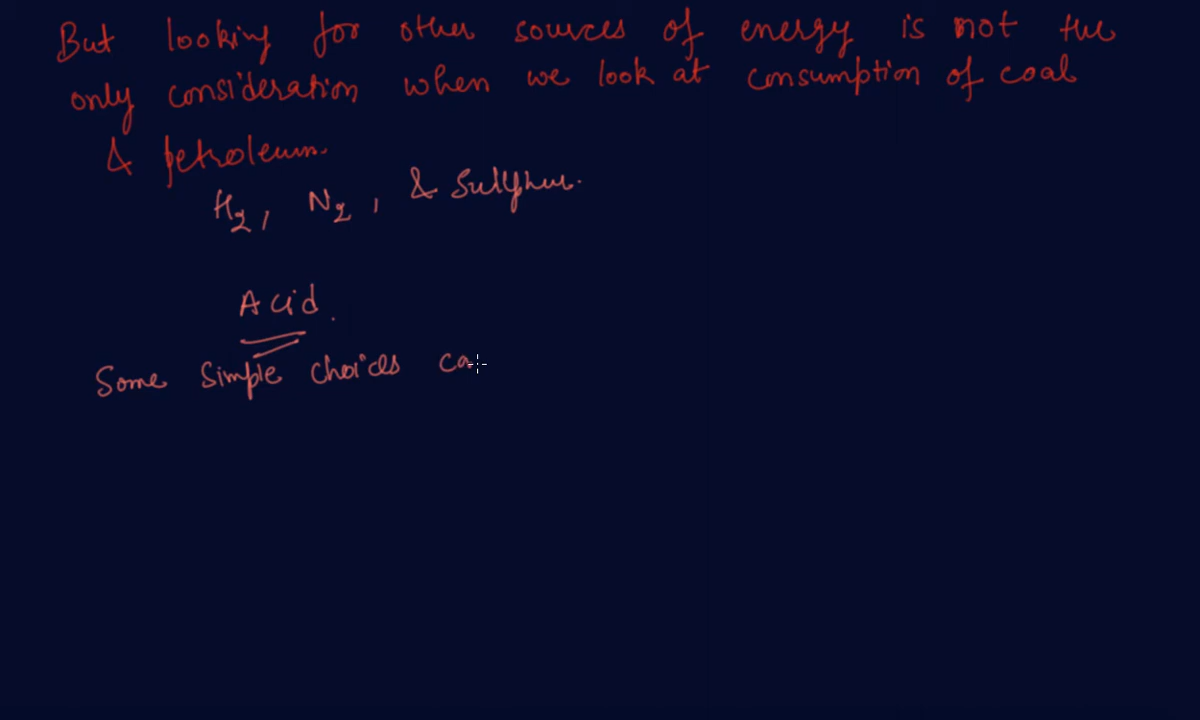 But looking for other sources of energy is not the
only consideration when we look at consumption of coal
& petroleum.
H2, N2, & Sulphur.
Acid.
Some Simple choices ca